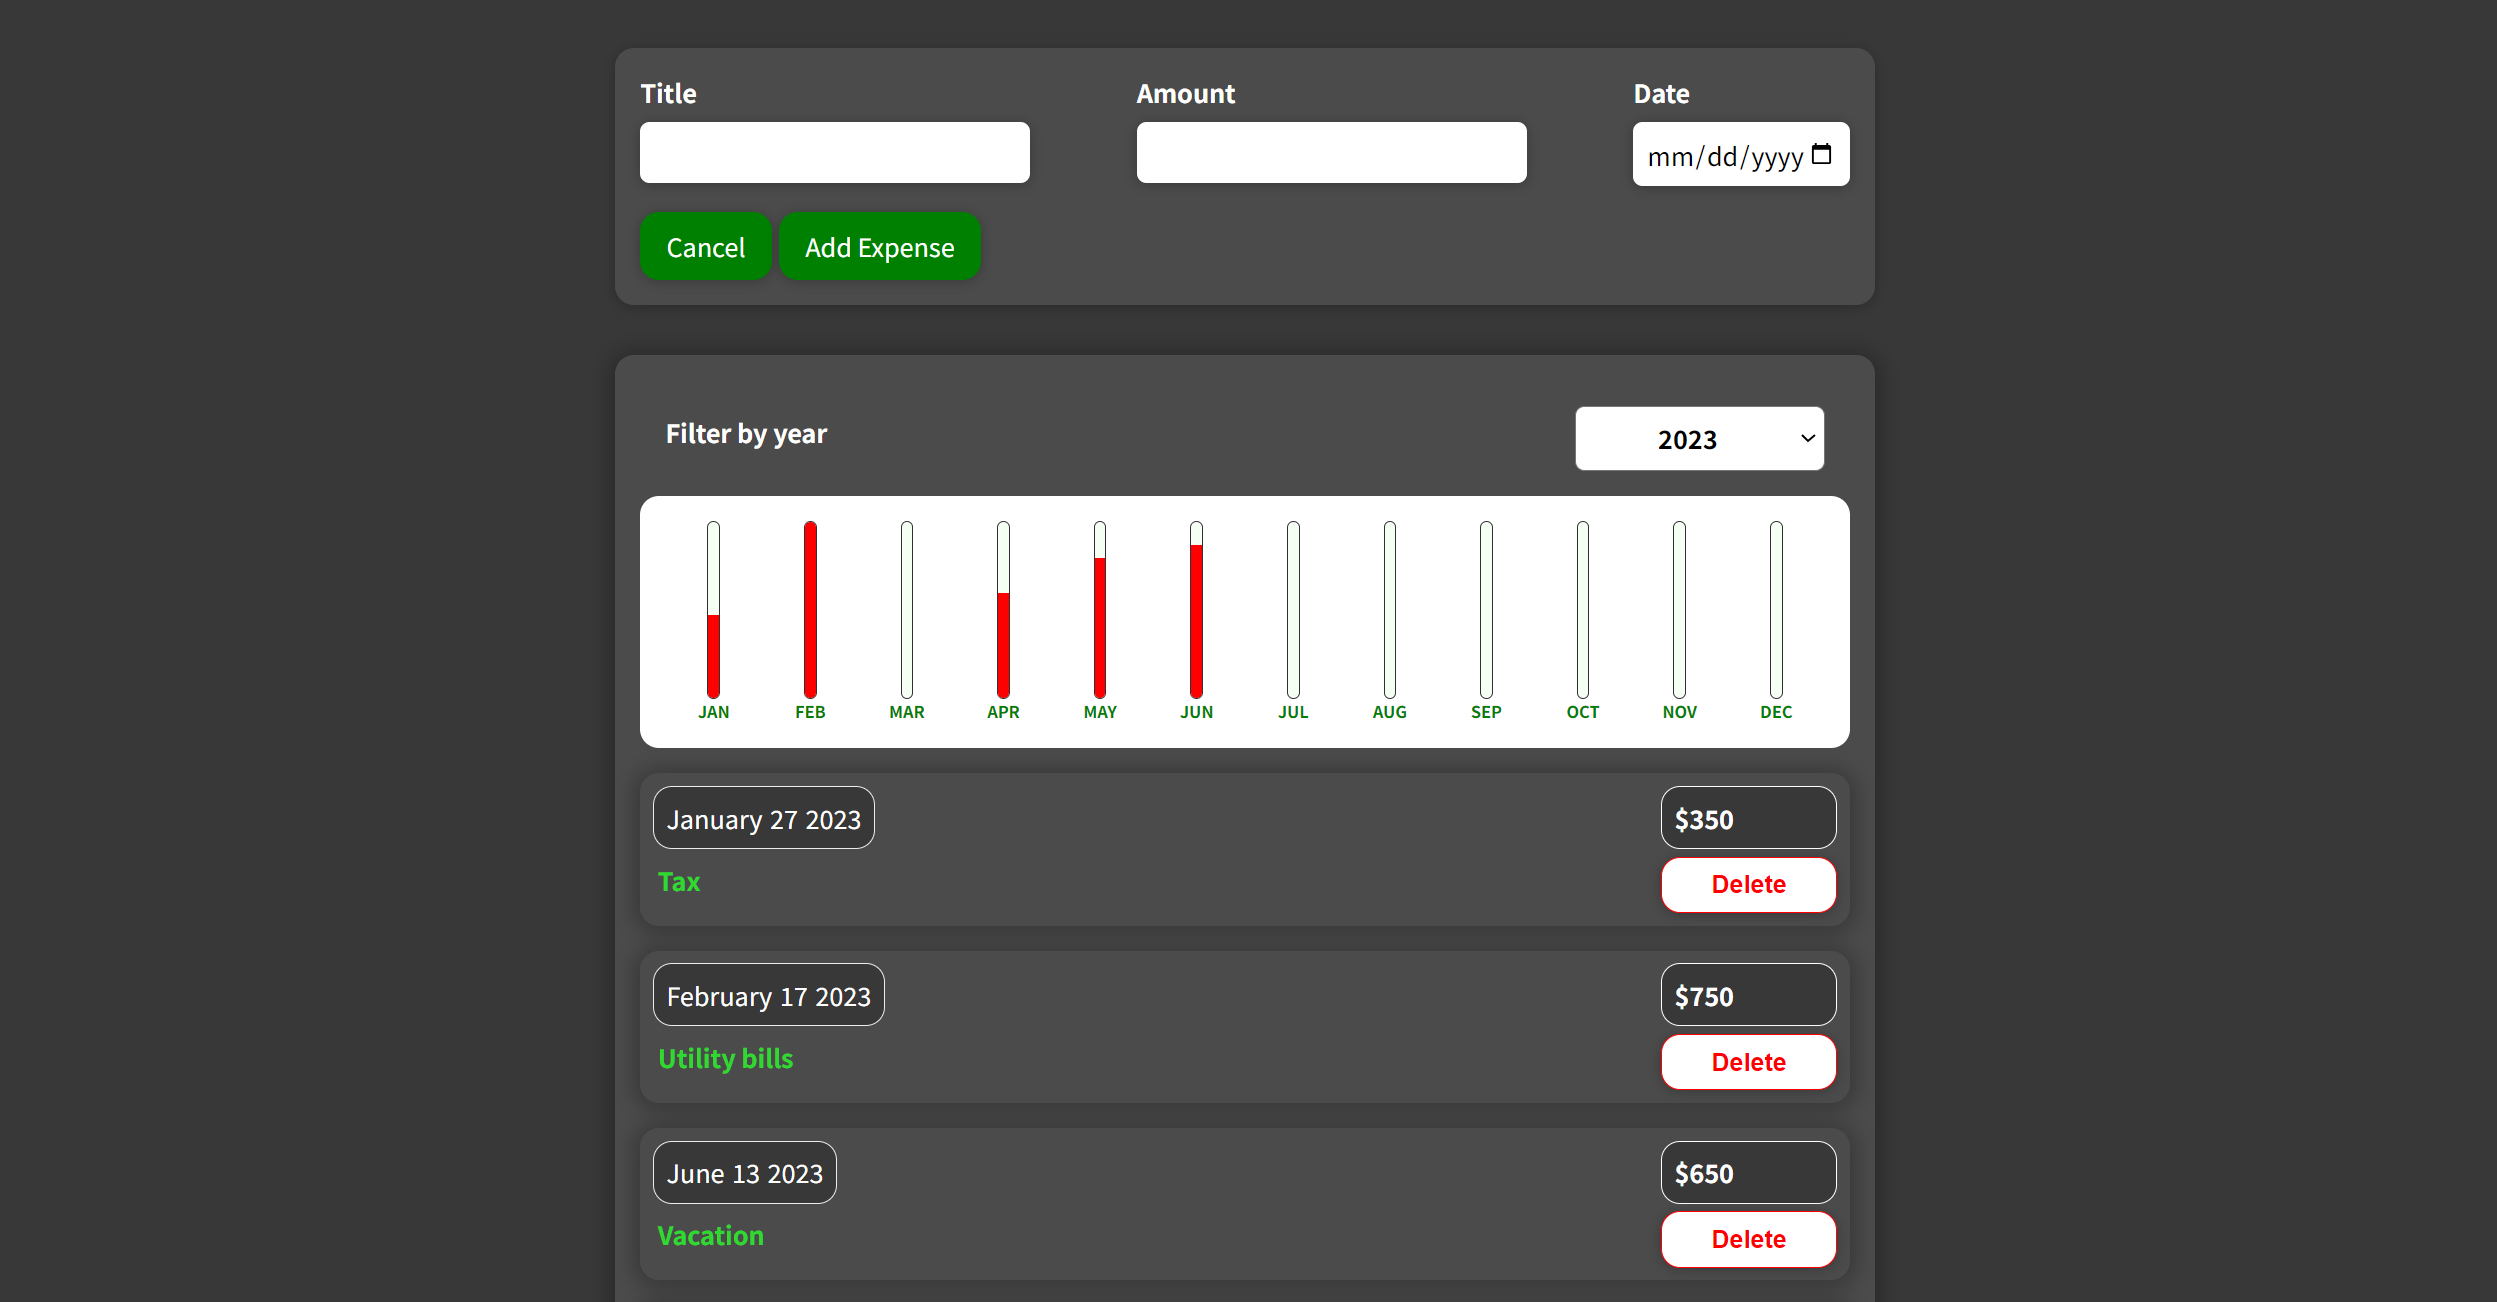 Title Amount Date
mm/dd/yyyy
Cancel Add Expense
Filter by year 2023
JAN FEB MAR APR MAY JUN JUL AUG SEP OCT NOV DEC
January 27 2023 $350
Tax Delete
February 17 2023 $750
Utility bills Delete
June 13 2023 $650
Vacation Delete